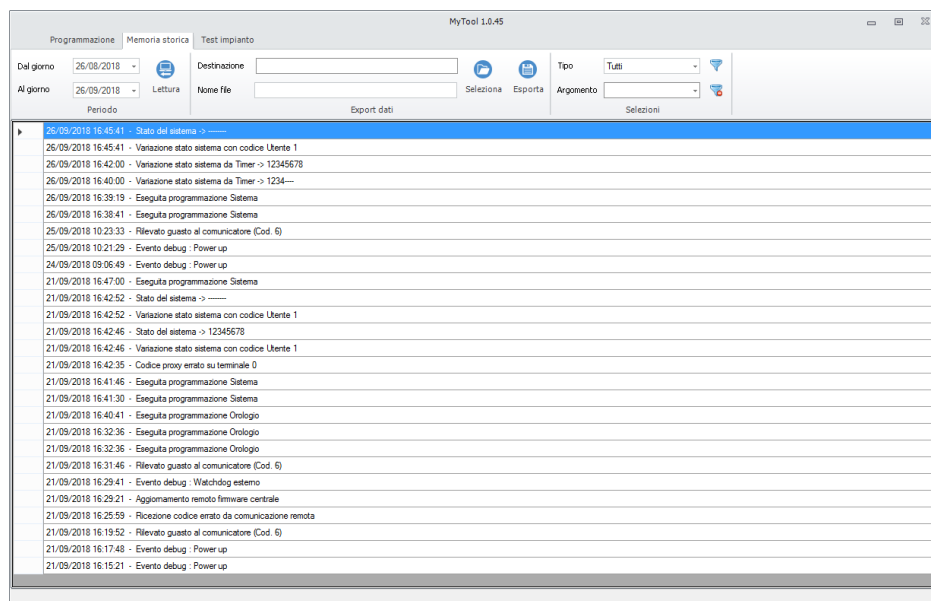 MyTool 1.0.45
Programmazione Memoria storica Test impianto
Dal giorno 26/08/2018 Destinazione Tipo Tutti
Al giorno 26/09/2018 Lettura Nome file Seleziona Esporta Argomento
Periodo Export dati Selezioni
26/09/2018 16:45:41 - Stato del sistema -> --------
26/09/2018 16:45:41 - Variazione stato sistema con codice Utente 1
26/09/2018 16:42:00 - Variazione stato sistema da Timer -> 12345678
26/09/2018 16:40:00 - Variazione stato sistema da Timer -> 1234----
26/09/2018 16:39:19 - Eseguita programmazione Sistema
26/09/2018 16:38:41 - Eseguita programmazione Sistema
25/09/2018 10:23:33 - Rilevato guasto al comunicatore (Cod. 6)
25/09/2018 10:21:29 - Evento debug : Power up
24/09/2018 09:06:49 - Evento debug : Power up
21/09/2018 16:47:00 - Eseguita programmazione Sistema
21/09/2018 16:42:52 - Stato del sistema -> --------
21/09/2018 16:42:52 - Variazione stato sistema con codice Utente 1
21/09/2018 16:42:46 - Stato del sistema -> 12345678
21/09/2018 16:42:46 - Variazione stato sistema con codice Utente 1
21/09/2018 16:42:35 - Codice proxy errato su terminale 0
21/09/2018 16:41:46 - Eseguita programmazione Sistema
21/09/2018 16:41:30 - Eseguita programmazione Sistema
21/09/2018 16:40:41 - Eseguita programmazione Orologio
21/09/2018 16:32:36 - Eseguita programmazione Orologio
21/09/2018 16:32:36 - Eseguita programmazione Orologio
21/09/2018 16:31:46 - Rilevato guasto al comunicatore (Cod. 6)
21/09/2018 16:29:41 - Evento debug : Watchdog esterno
21/09/2018 16:29:21 - Aggiornamento remoto firmware centrale
21/09/2018 16:25:59 - Ricezione codice errato da comunicazione remota
21/09/2018 16:19:52 - Rilevato guasto al comunicatore (Cod. 6)
21/09/2018 16:17:48 - Evento debug : Power up
21/09/2018 16:15:21 - Evento debug : Power up